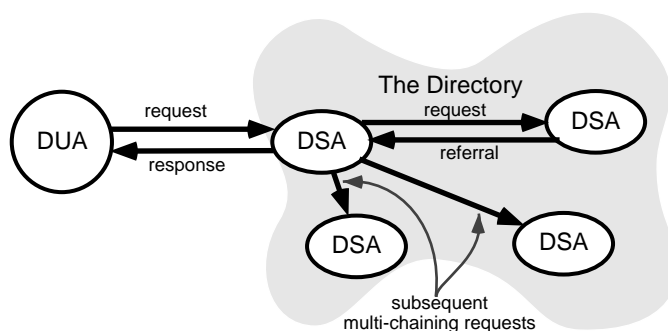 The Directory
request
request
DUA
DSA
DSA
response
referral
DSA
DSA
subsequent
multi-chaining requests